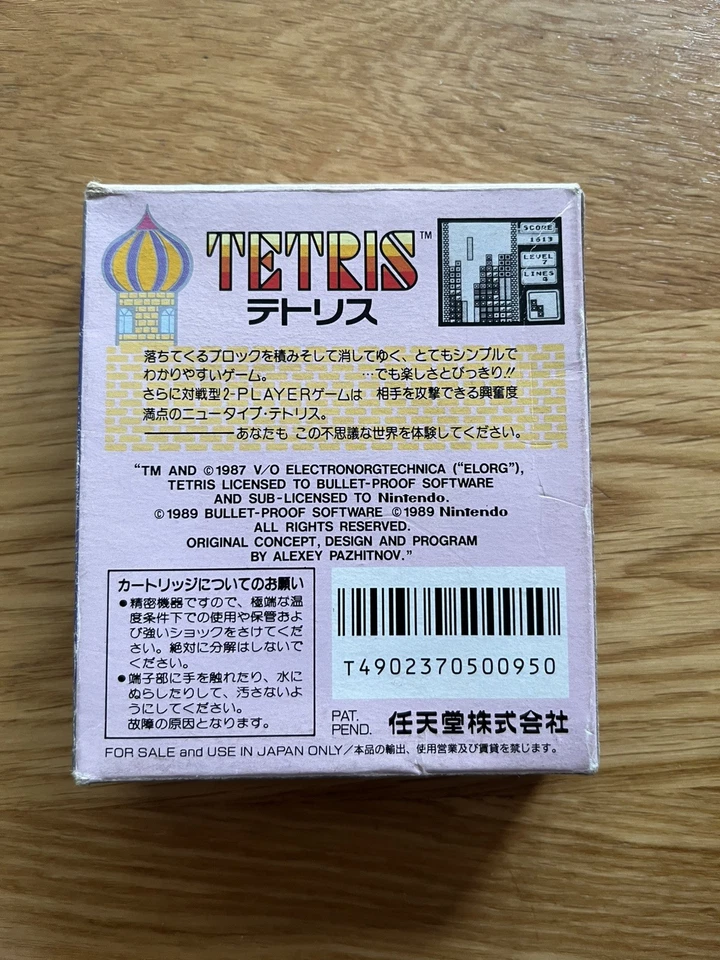 TETRIS™
テトリス
SCORE
1613
LEVEL
7
LINES
落ちてくるブロックを積みそして消してゆく、とてもシンプルで
わかりやすいゲーム。 …でも楽しさとびっきり!!
さらに対戦型2-PLAYERゲームは 相手を攻撃できる興奮度
満点のニュータイプ・テトリス。
――――あなたも この不思議な世界を体験してください。
“TM AND ©1987 V/O ELECTRONORGTECHNICA (“ELORG”),
TETRIS LICENSED TO BULLET-PROOF SOFTWARE
AND SUB-LICENSED TO Nintendo.
©1989 BULLET-PROOF SOFTWARE ©1989 Nintendo
ALL RIGHTS RESERVED.
ORIGINAL CONCEPT, DESIGN AND PROGRAM
BY ALEXEY PAZHITNOV.”
カートリッジについてのお願い
●精密機器ですので、極端な温
度条件下での使用や保管およ
び強いショックをさけてくだ
さい。絶対に分解はしないで
ください。
●端子部に手を触れたり、水に
ぬらしたりして、汚さないよ
うにしてください。
故障の原因となります。
T4902370500950
PAT.
PEND.
任天堂株式会社
FOR SALE and USE IN JAPAN ONLY/本品の輸出、使用営業及び賃貸を禁じます。